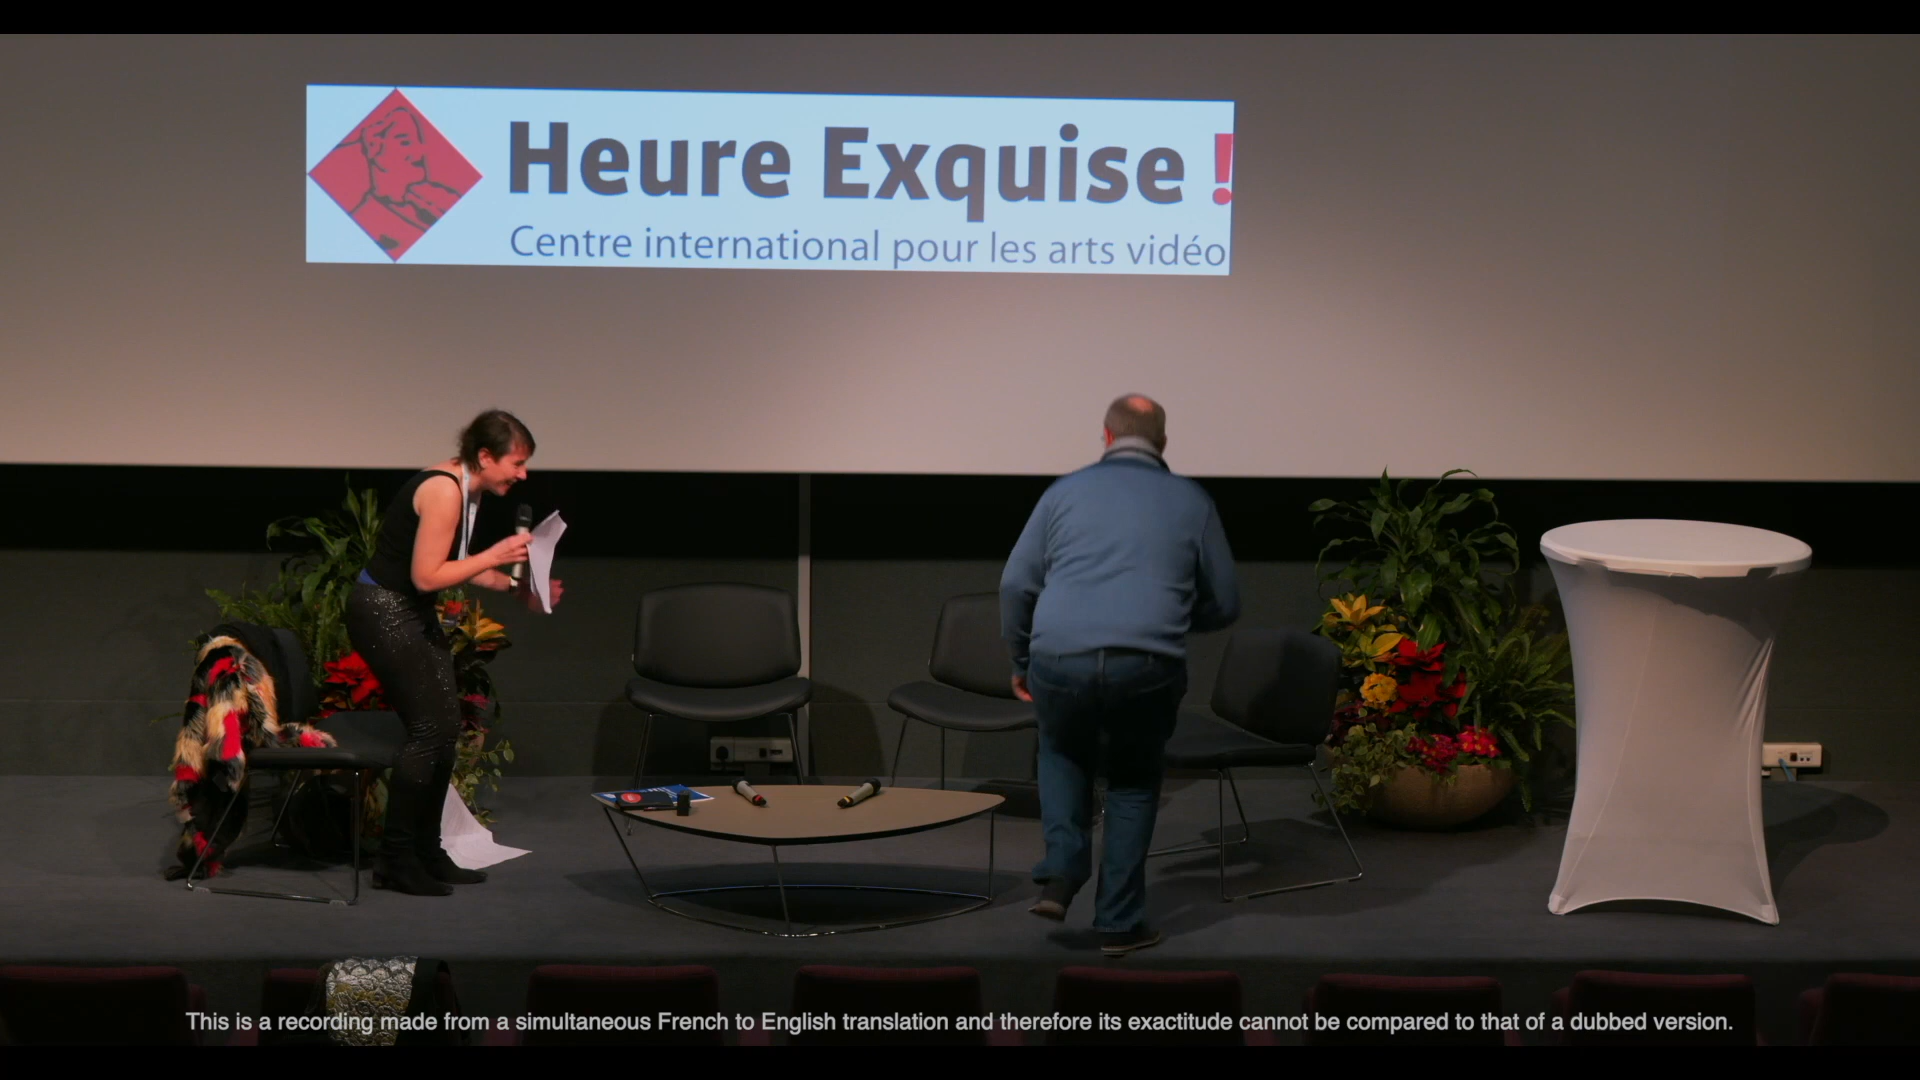 Heure Exquise !
Centre international pour les arts vidéo
This is a recording made from a simultaneous French to English translation and therefore its exactitude cannot be compared to that of a dubbed version.